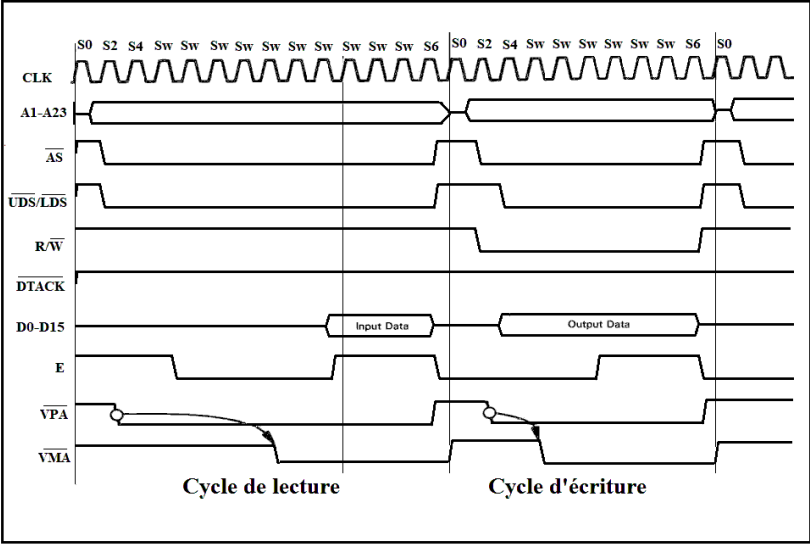 S0 S2 S4 Sw Sw Sw Sw Sw Sw Sw Sw Sw Sw S6 S0 S2 S4 Sw Sw Sw Sw Sw Sw S6 S0
CLK
A1-A23
AS
UDS/LDS
R/W
DTACK
D0-D15 Input Data Output Data
E
VPA
VMA
Cycle de lecture Cycle d'écriture